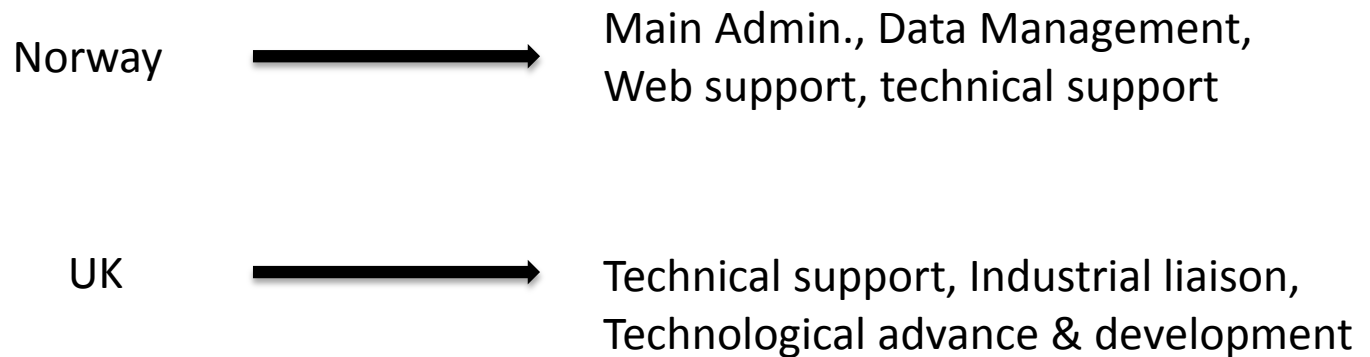 Norway
Main Admin., Data Management,
Web support, technical support
UK
Technical support, Industrial liaison,
Technological advance & development